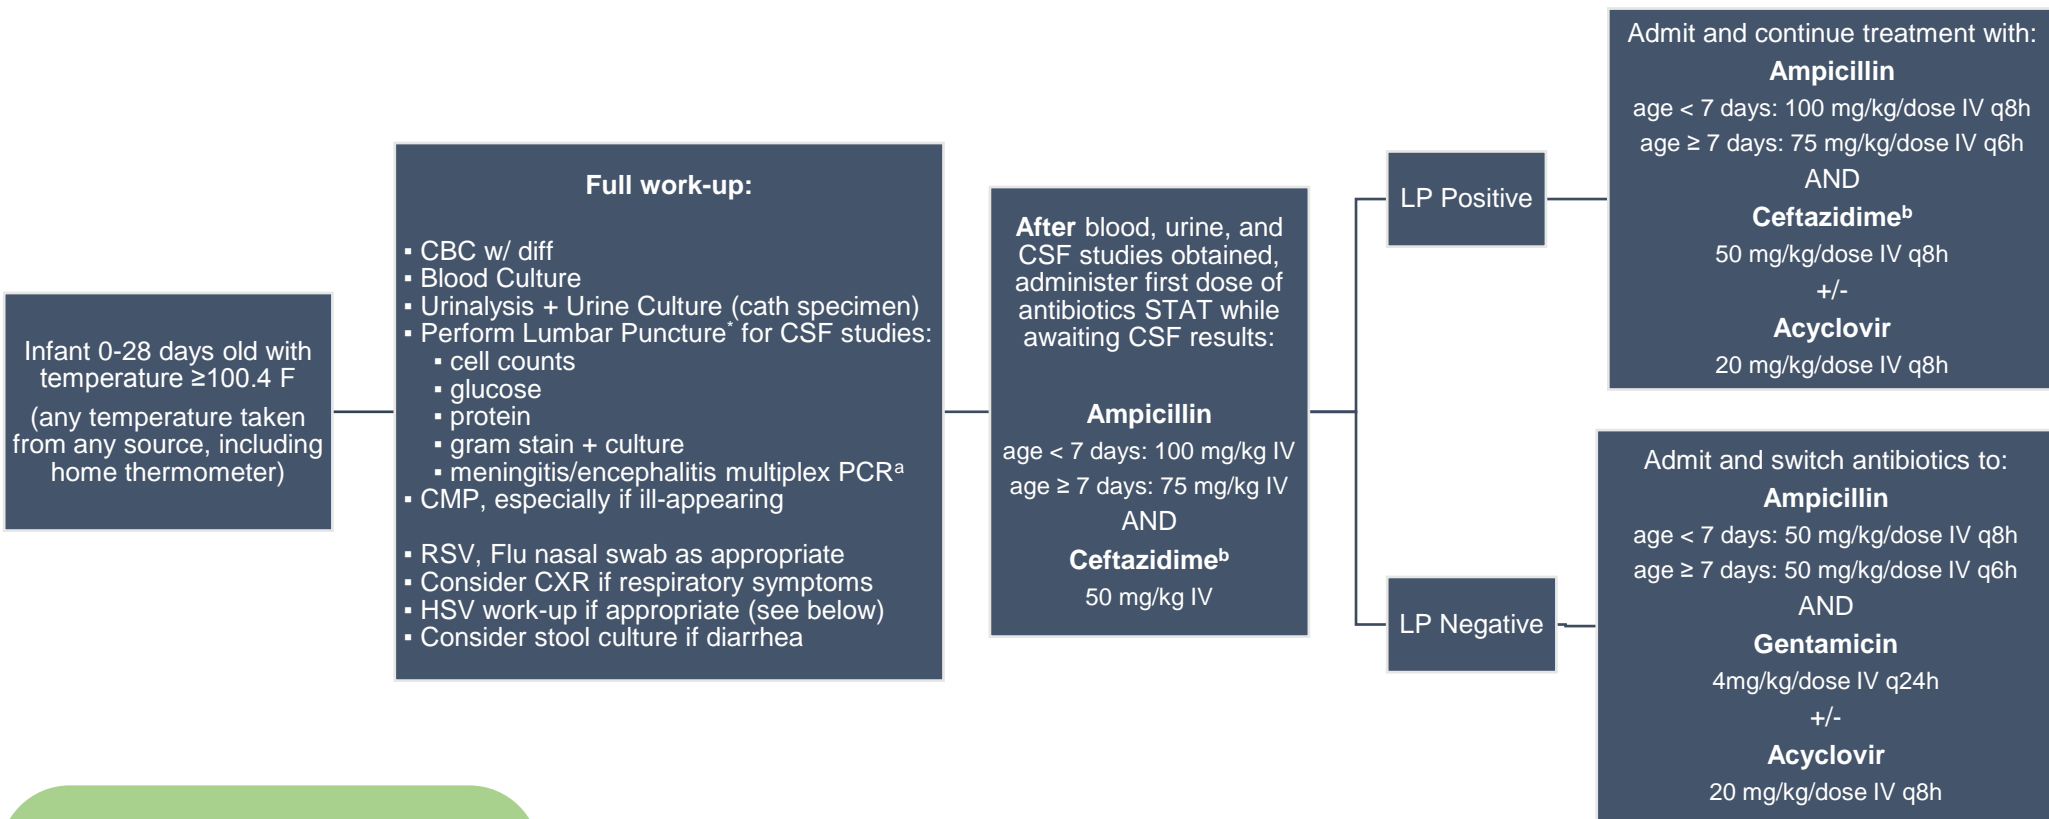 Infant 0-28 days old with
temperature ≥100.4 F
(any temperature taken
from any source, including
home thermometer)
Full work-up:
▪ CBC w/ diff
▪ Blood Culture
▪ Urinalysis + Urine Culture (cath specimen)
▪ Perform Lumbar Puncture* for CSF studies:
▪ cell counts
▪ glucose
▪ protein
▪ gram stain + culture
▪ meningitis/encephalitis multiplex PCRᵃ
▪ CMP, especially if ill-appearing
▪ RSV, Flu nasal swab as appropriate
▪ Consider CXR if respiratory symptoms
▪ HSV work-up if appropriate (see below)
▪ Consider stool culture if diarrhea
After blood, urine, and
CSF studies obtained,
administer first dose of
antibiotics STAT while
awaiting CSF results:
Ampicillin
age < 7 days: 100 mg/kg IV
age ≥ 7 days: 75 mg/kg IV
AND
Ceftazidimeᵇ
50 mg/kg IV
LP Positive
Admit and continue treatment with:
Ampicillin
age < 7 days: 100 mg/kg/dose IV q8h
age ≥ 7 days: 75 mg/kg/dose IV q6h
AND
Ceftazidimeᵇ
50 mg/kg/dose IV q8h
+/-
Acyclovir
20 mg/kg/dose IV q8h
LP Negative
Admit and switch antibiotics to:
Ampicillin
age < 7 days: 50 mg/kg/dose IV q8h
age ≥ 7 days: 50 mg/kg/dose IV q6h
AND
Gentamicin
4mg/kg/dose IV q24h
+/-
Acyclovir
20 mg/kg/dose IV q8h